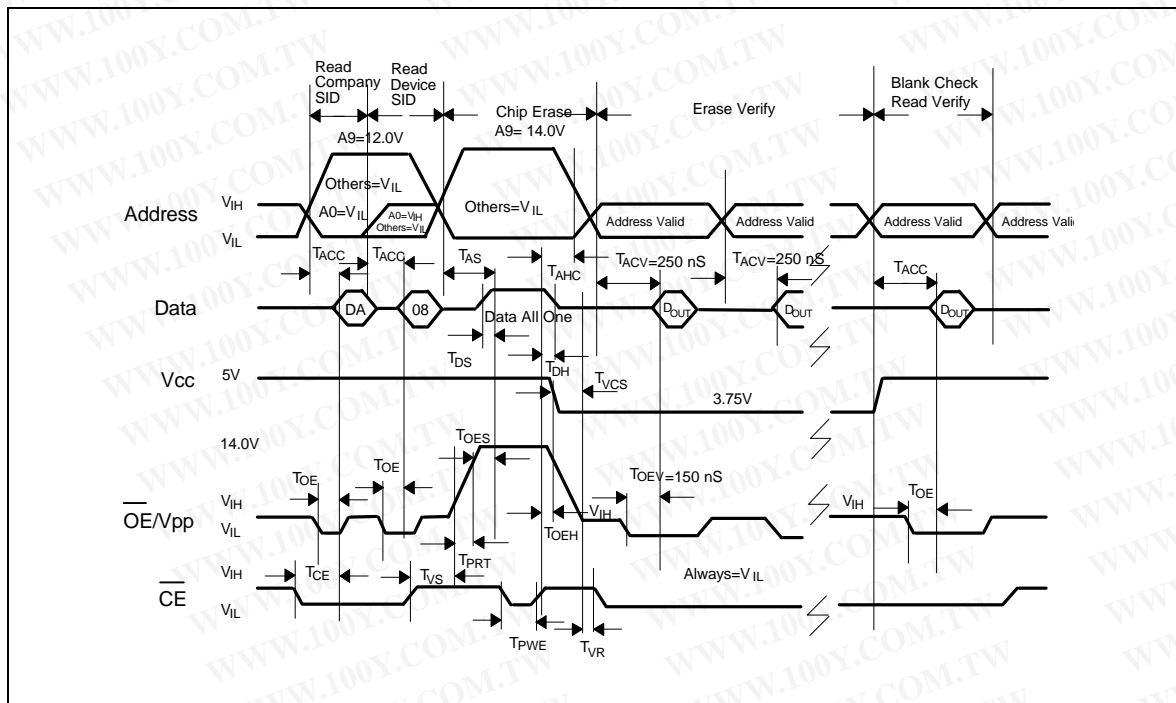 Read Company SID
Read Device SID
Chip Erase
A9= 14.0V
Erase Verify
Blank Check Read Verify
A9=12.0V
Address
VIH
VIL
Others=VIL
A0=VIL
A0=VIH
Others=VIL
Others=VIL
Address Valid
Address Valid
Address Valid
Address Valid
TACC
TACC
TAS
TAHC
TACV=250 nS
TACV=250 nS
TACC
Data
DA
08
Data All One
DOUT
DOUT
DOUT
TDS
TDH
TVCS
Vcc
5V
3.75V
14.0V
TOES
TOE
TOE
TOEV=150 nS
TOE
OE/Vpp
VIH
VIL
VIH
VIH
TOEH
TPRT
CE
VIH
VIL
TCE
TVS
Always=VIL
TPWE
TVR
WWW.100Y.COM.TW